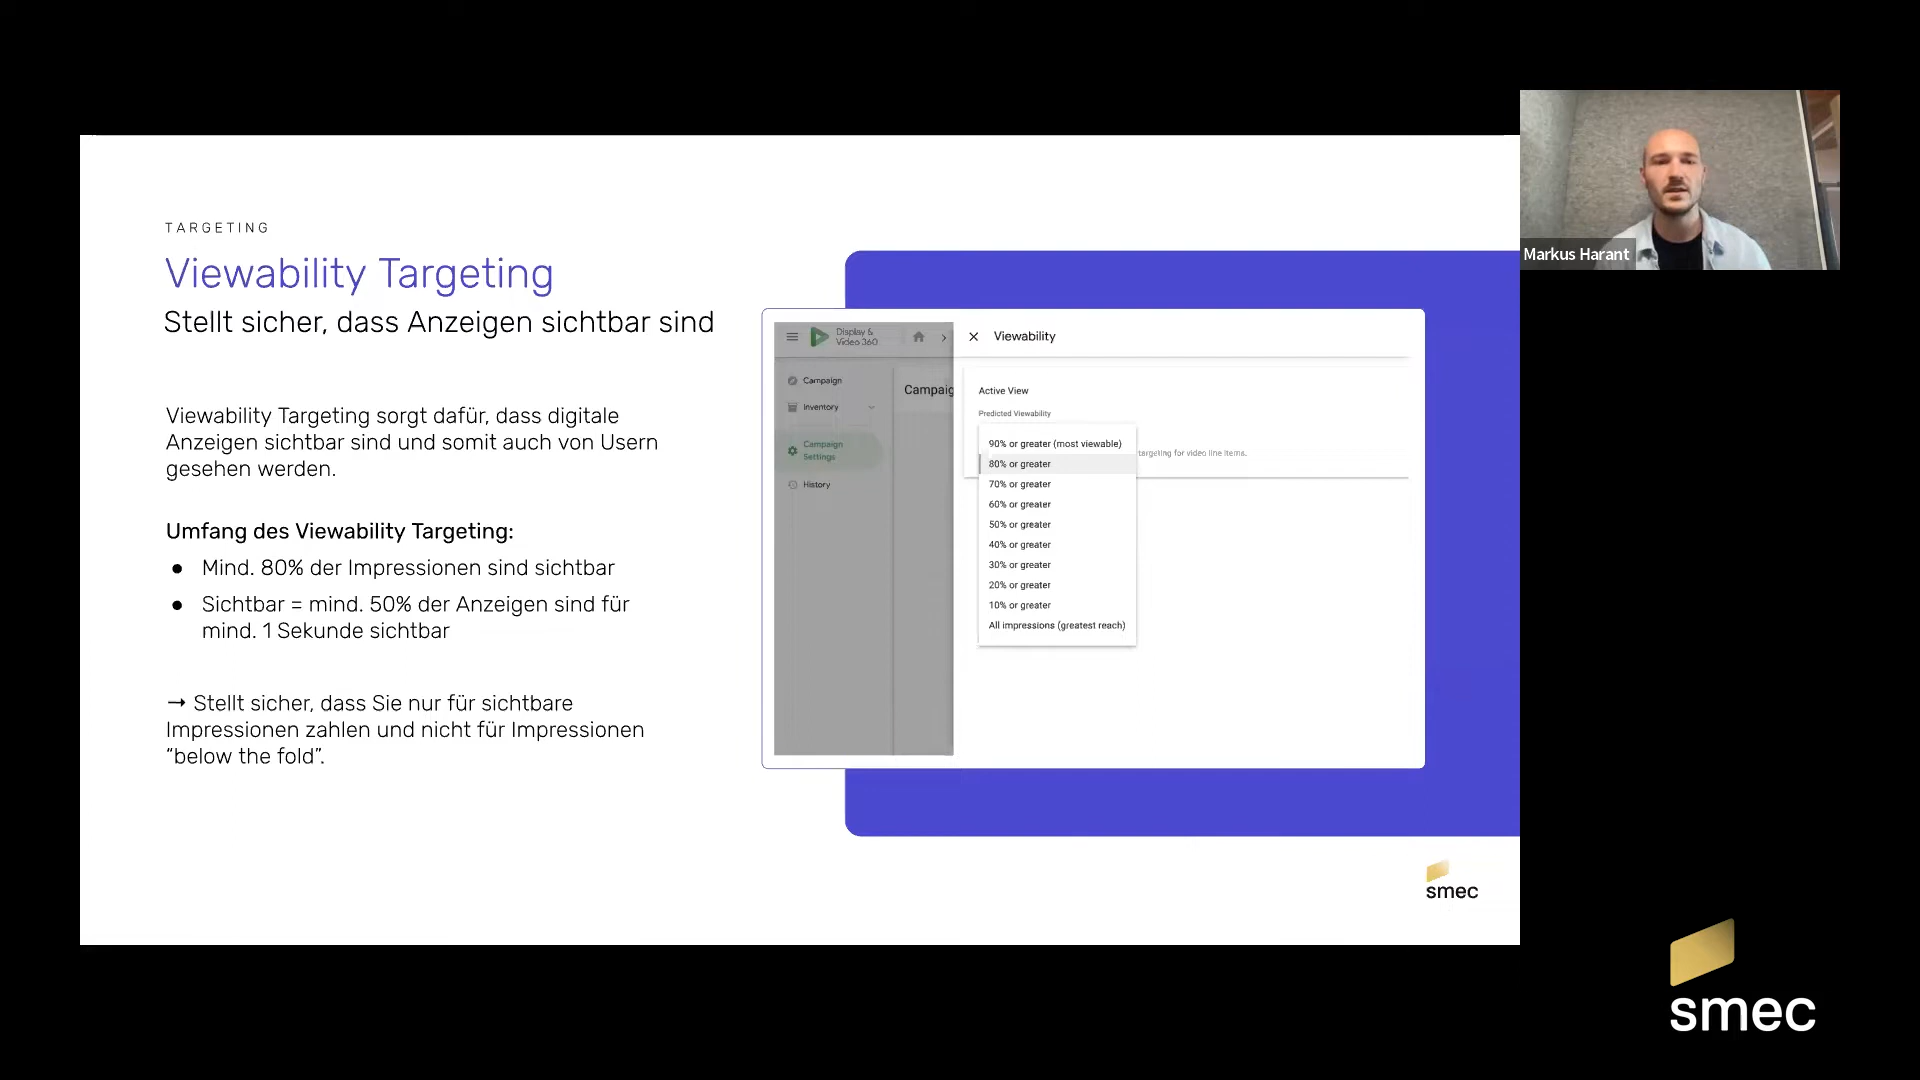 TARGETING
Viewability Targeting
Stellt sicher, dass Anzeigen sichtbar sind
Viewability Targeting sorgt dafür, dass digitale
Anzeigen sichtbar sind und somit auch von Usern
gesehen werden.
Umfang des Viewability Targeting:
● Mind. 80% der Impressionen sind sichtbar
● Sichtbar = mind. 50% der Anzeigen sind für
mind. 1 Sekunde sichtbar
→ Stellt sicher, dass Sie nur für sichtbare
Impressionen zahlen und nicht für Impressionen
“below the fold”.
Display &
Video 360
Campaign
Inventory
Campaign
Settings
History
Campaig
Viewability
Active View
Predicted Viewability
90% or greater (most viewable)
targeting for video line items.
80% or greater
70% or greater
60% or greater
50% or greater
40% or greater
30% or greater
20% or greater
10% or greater
All impressions (greatest reach)
smec
Markus Harant
smec